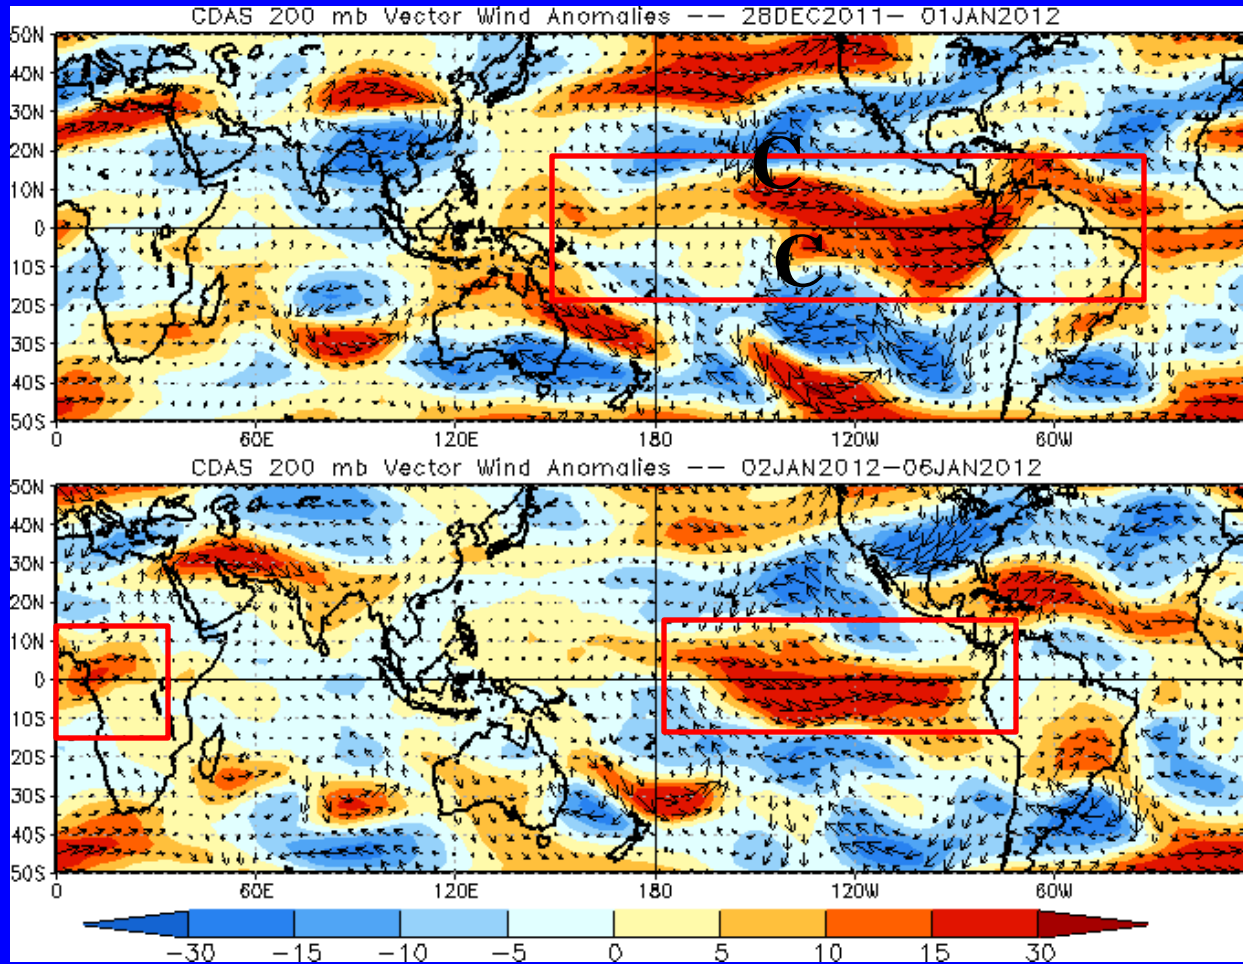 CDAS 200 mb Vector Wind Anomalies -- 28DEC2011- 01JAN2012
50N
40N
30N
20N
10N
0
10S
20S
30S
40S
50S
C
C
0 60E 120E 180 120W 60W
CDAS 200 mb Vector Wind Anomalies -- 02JAN2012-06JAN2012
50N
40N
30N
20N
10N
0
10S
20S
30S
40S
50S
0 60E 120E 180 120W 60W
-30 -15 -10 -5 0 5 10 15 30